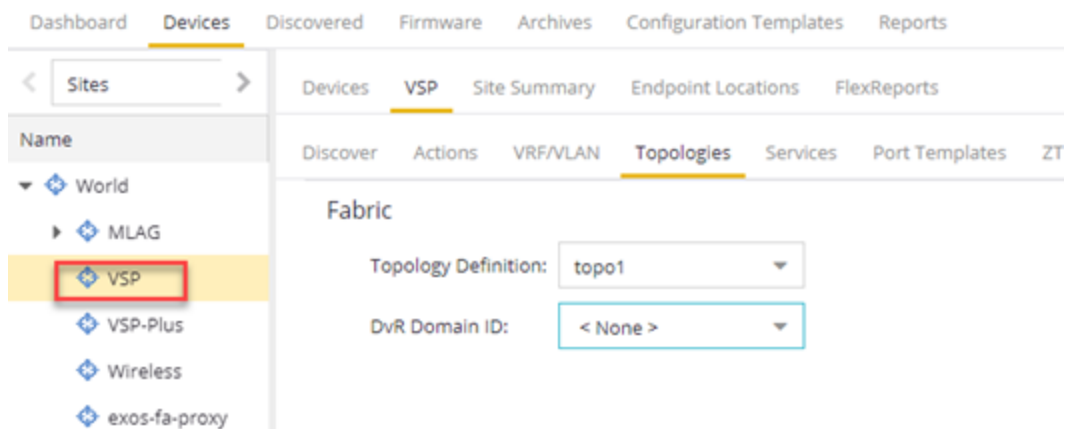 Dashboard Devices Discovered Firmware Archives Configuration Templates Reports
Sites
Devices VSP Site Summary Endpoint Locations FlexReports
Name
Discover Actions VRF/VLAN Topologies Services Port Templates ZT
World
Fabric
MLAG
Topology Definition: topo1
VSP
DvR Domain ID: < None >
VSP-Plus
Wireless
exos-fa-proxy